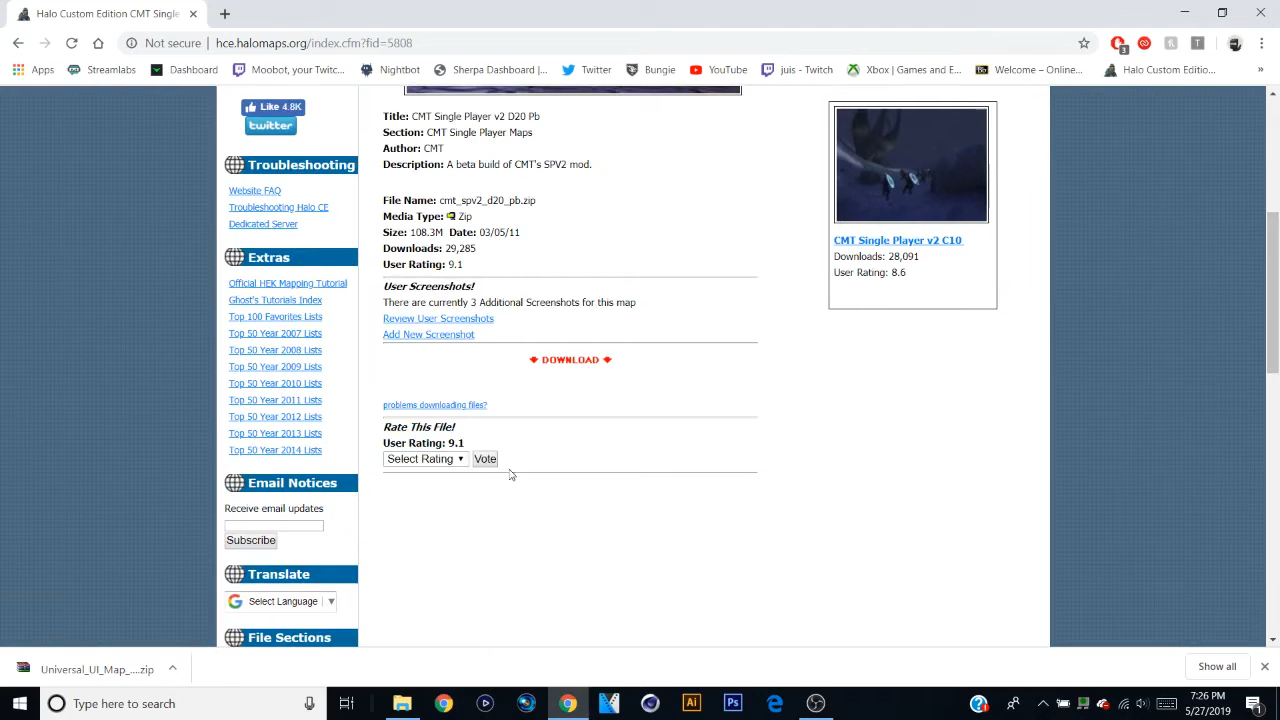 Halo Custom Edition CMT Single
Not secure | hce.halomaps.org/index.cfm?fid=5808
3
T
Apps Streamlabs Dashboard Moobot, your Twitc... Nightbot Sherpa Dashboard |... Twitter Bungie YouTube juis - Twitch Xbox | Games and E... Welcome – Online... Halo Custom Editio... »
Like 4.8K
twitter
Troubleshooting
Website FAQ
Troubleshooting Halo CE
Dedicated Server
Extras
Official HEK Mapping Tutorial
Ghost's Tutorials Index
Top 100 Favorites Lists
Top 50 Year 2007 Lists
Top 50 Year 2008 Lists
Top 50 Year 2009 Lists
Top 50 Year 2010 Lists
Top 50 Year 2011 Lists
Top 50 Year 2012 Lists
Top 50 Year 2013 Lists
Top 50 Year 2014 Lists
Email Notices
Receive email updates
Subscribe
Translate
Select Language
File Sections
Title: CMT Single Player v2 D20 Pb
Section: CMT Single Player Maps
Author: CMT
Description: A beta build of CMT's SPV2 mod.
File Name: cmt_spv2_d20_pb.zip
Media Type: Zip
Size: 108.3M Date: 03/05/11
Downloads: 29,285
User Rating: 9.1
User Screenshots!
There are currently 3 Additional Screenshots for this map
Review User Screenshots
Add New Screenshot
DOWNLOAD
problems downloading files?
Rate This File!
User Rating: 9.1
Select Rating Vote
CMT Single Player v2 C10
Downloads: 28,091
User Rating: 8.6
Universal_UI_Map_....zip
Show all
Type here to search
Ai
Ps
7:26 PM
5/27/2019